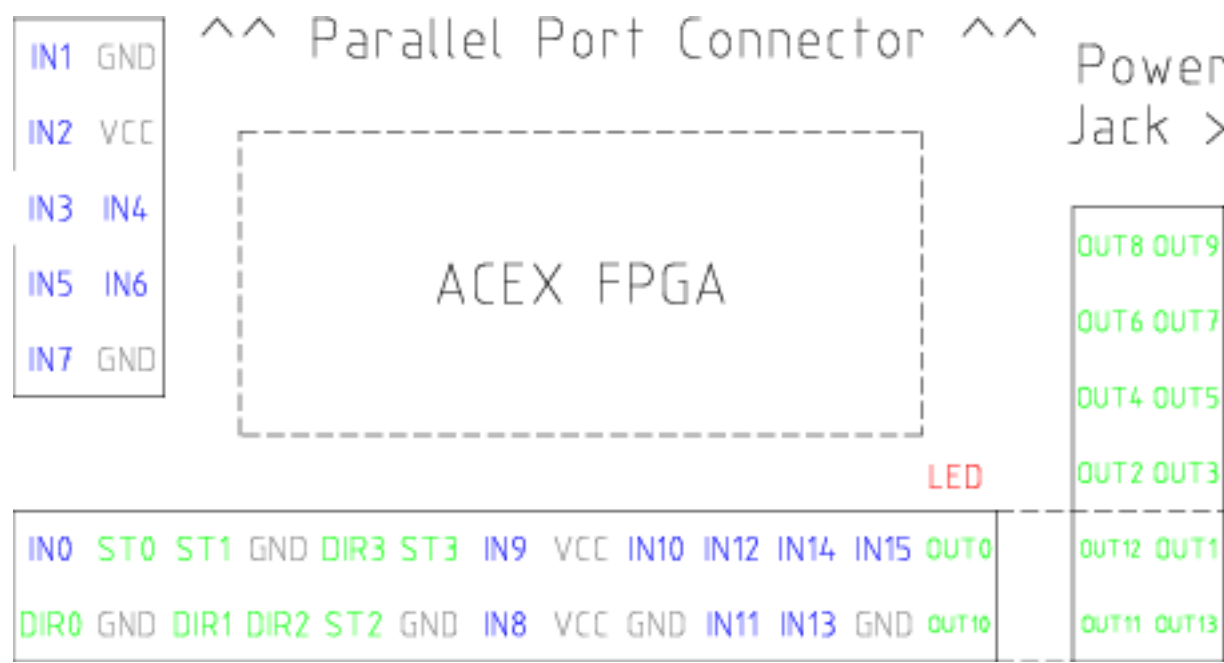 ^^ Parallel Port Connector ^^
Power
Jack >
IN1 GND
IN2 VCC
IN3 IN4
IN5 IN6
IN7 GND
ACEX FPGA
OUT8 OUT9
OUT6 OUT7
OUT4 OUT5
OUT2 OUT3
OUT12 OUT1
OUT11 OUT13
LED
IN0 ST0 ST1 GND DIR3 ST3 IN9 VCC IN10 IN12 IN14 IN15 OUT0
DIR0 GND DIR1 DIR2 ST2 GND IN8 VCC GND IN11 IN13 GND OUT10